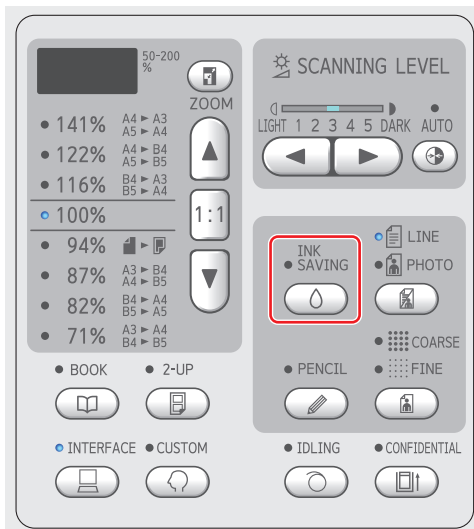 50-200
%
ZOOM
141% A4 ► A3
A5 ► A4
122% A4 ► B4
A5 ► B5
116% B4 ► A3
B5 ► A4
100%
1:1
94%
87% A3 ► B4
A4 ► B5
82% B4 ► A4
B5 ► A5
71% A3 ► A4
B4 ► B5
BOOK
2-UP
INTERFACE
CUSTOM
SCANNING LEVEL
LIGHT 1 2 3 4 5 DARK AUTO
INK
SAVING
LINE
PHOTO
COARSE
PENCIL
FINE
IDLING
CONFIDENTIAL